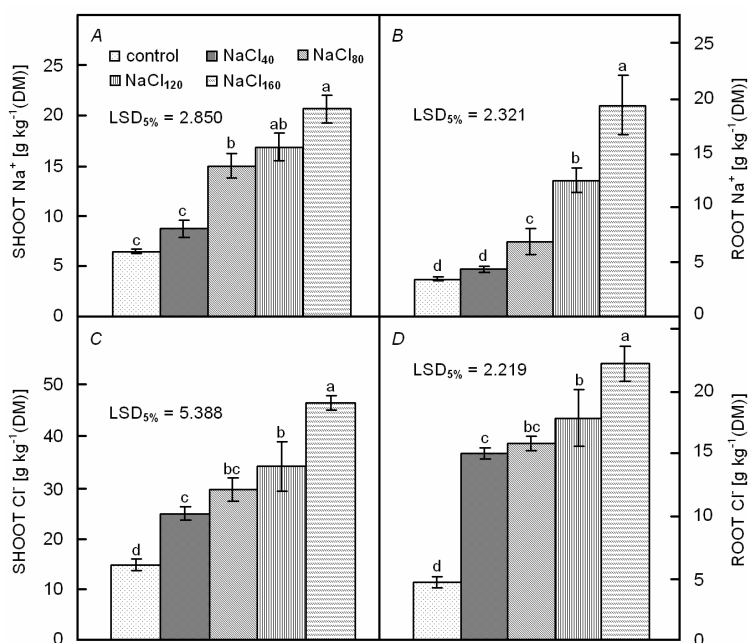 A
control NaCl₄₀ NaCl₈₀
NaCl₁₂₀ NaCl₁₆₀
LSD₅% = 2.850
SHOOT Na⁺ [g kg⁻¹(DM)]
25
20
15
10
5
0
c
c
b
ab
a
B
LSD₅% = 2.321
ROOT Na⁺ [g kg⁻¹(DM)]
25
20
15
10
5
0
d
d
c
b
a
C
LSD₅% = 5.388
SHOOT Cl⁻ [g kg⁻¹(DM)]
50
40
30
20
10
0
d
c
bc
b
a
D
LSD₅% = 2.219
ROOT Cl⁻ [g kg⁻¹(DM)]
20
15
10
5
0
d
c
bc
b
a